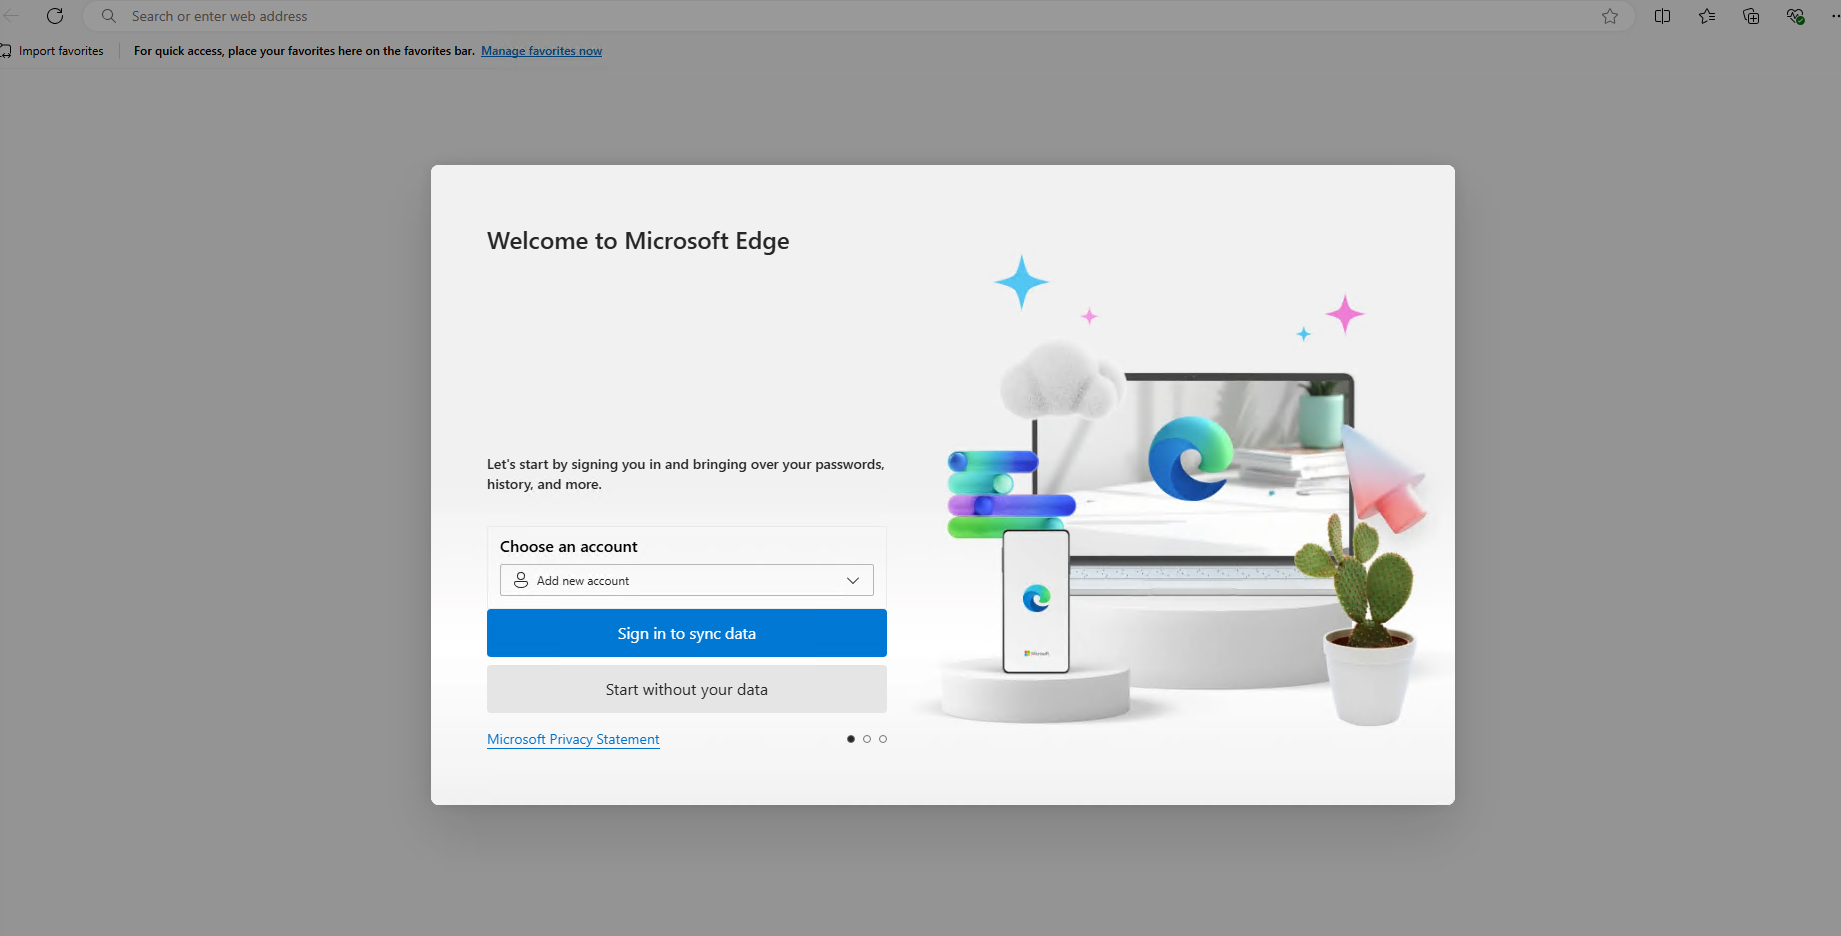 Search or enter web address
Import favorites
For quick access, place your favorites here on the favorites bar. Manage favorites now
Welcome to Microsoft Edge
Let's start by signing you in and bringing over your passwords,
history, and more.
Choose an account
Add new account
Sign in to sync data
Start without your data
Microsoft Privacy Statement
Microsoft